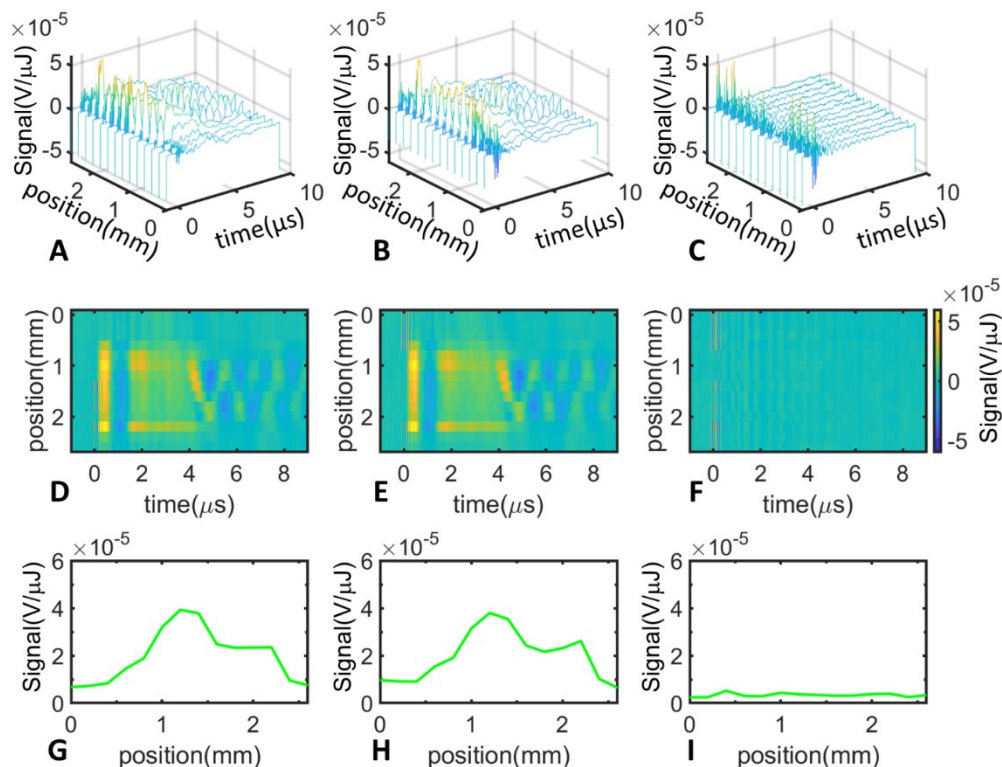 ×10⁻⁵ ×10⁻⁵ ×10⁻⁵
Signal(V/μJ) 5 0 -5 Signal(V/μJ) 5 0 -5 Signal(V/μJ) 5 0 -5
position(mm) 2 1 0 0 5 10 time(μs) position(mm) 2 1 0 0 5 10 time(μs) position(mm) 2 1 0 0 5 10 time(μs)
A B C
position(mm) 0 1 2 position(mm) 0 1 2 position(mm) 0 1 2 ×10⁻⁵ 5 0 -5 Signal(V/μJ)
0 2 4 6 8 0 2 4 6 8 0 2 4 6 8
D time(μs) E time(μs) F time(μs)
×10⁻⁵ ×10⁻⁵ ×10⁻⁵
Signal(V/μJ) 6 4 2 0 Signal(V/μJ) 6 4 2 0 Signal(V/μJ) 6 4 2 0
0 1 2 0 1 2 0 1 2
G position(mm) H position(mm) I position(mm)